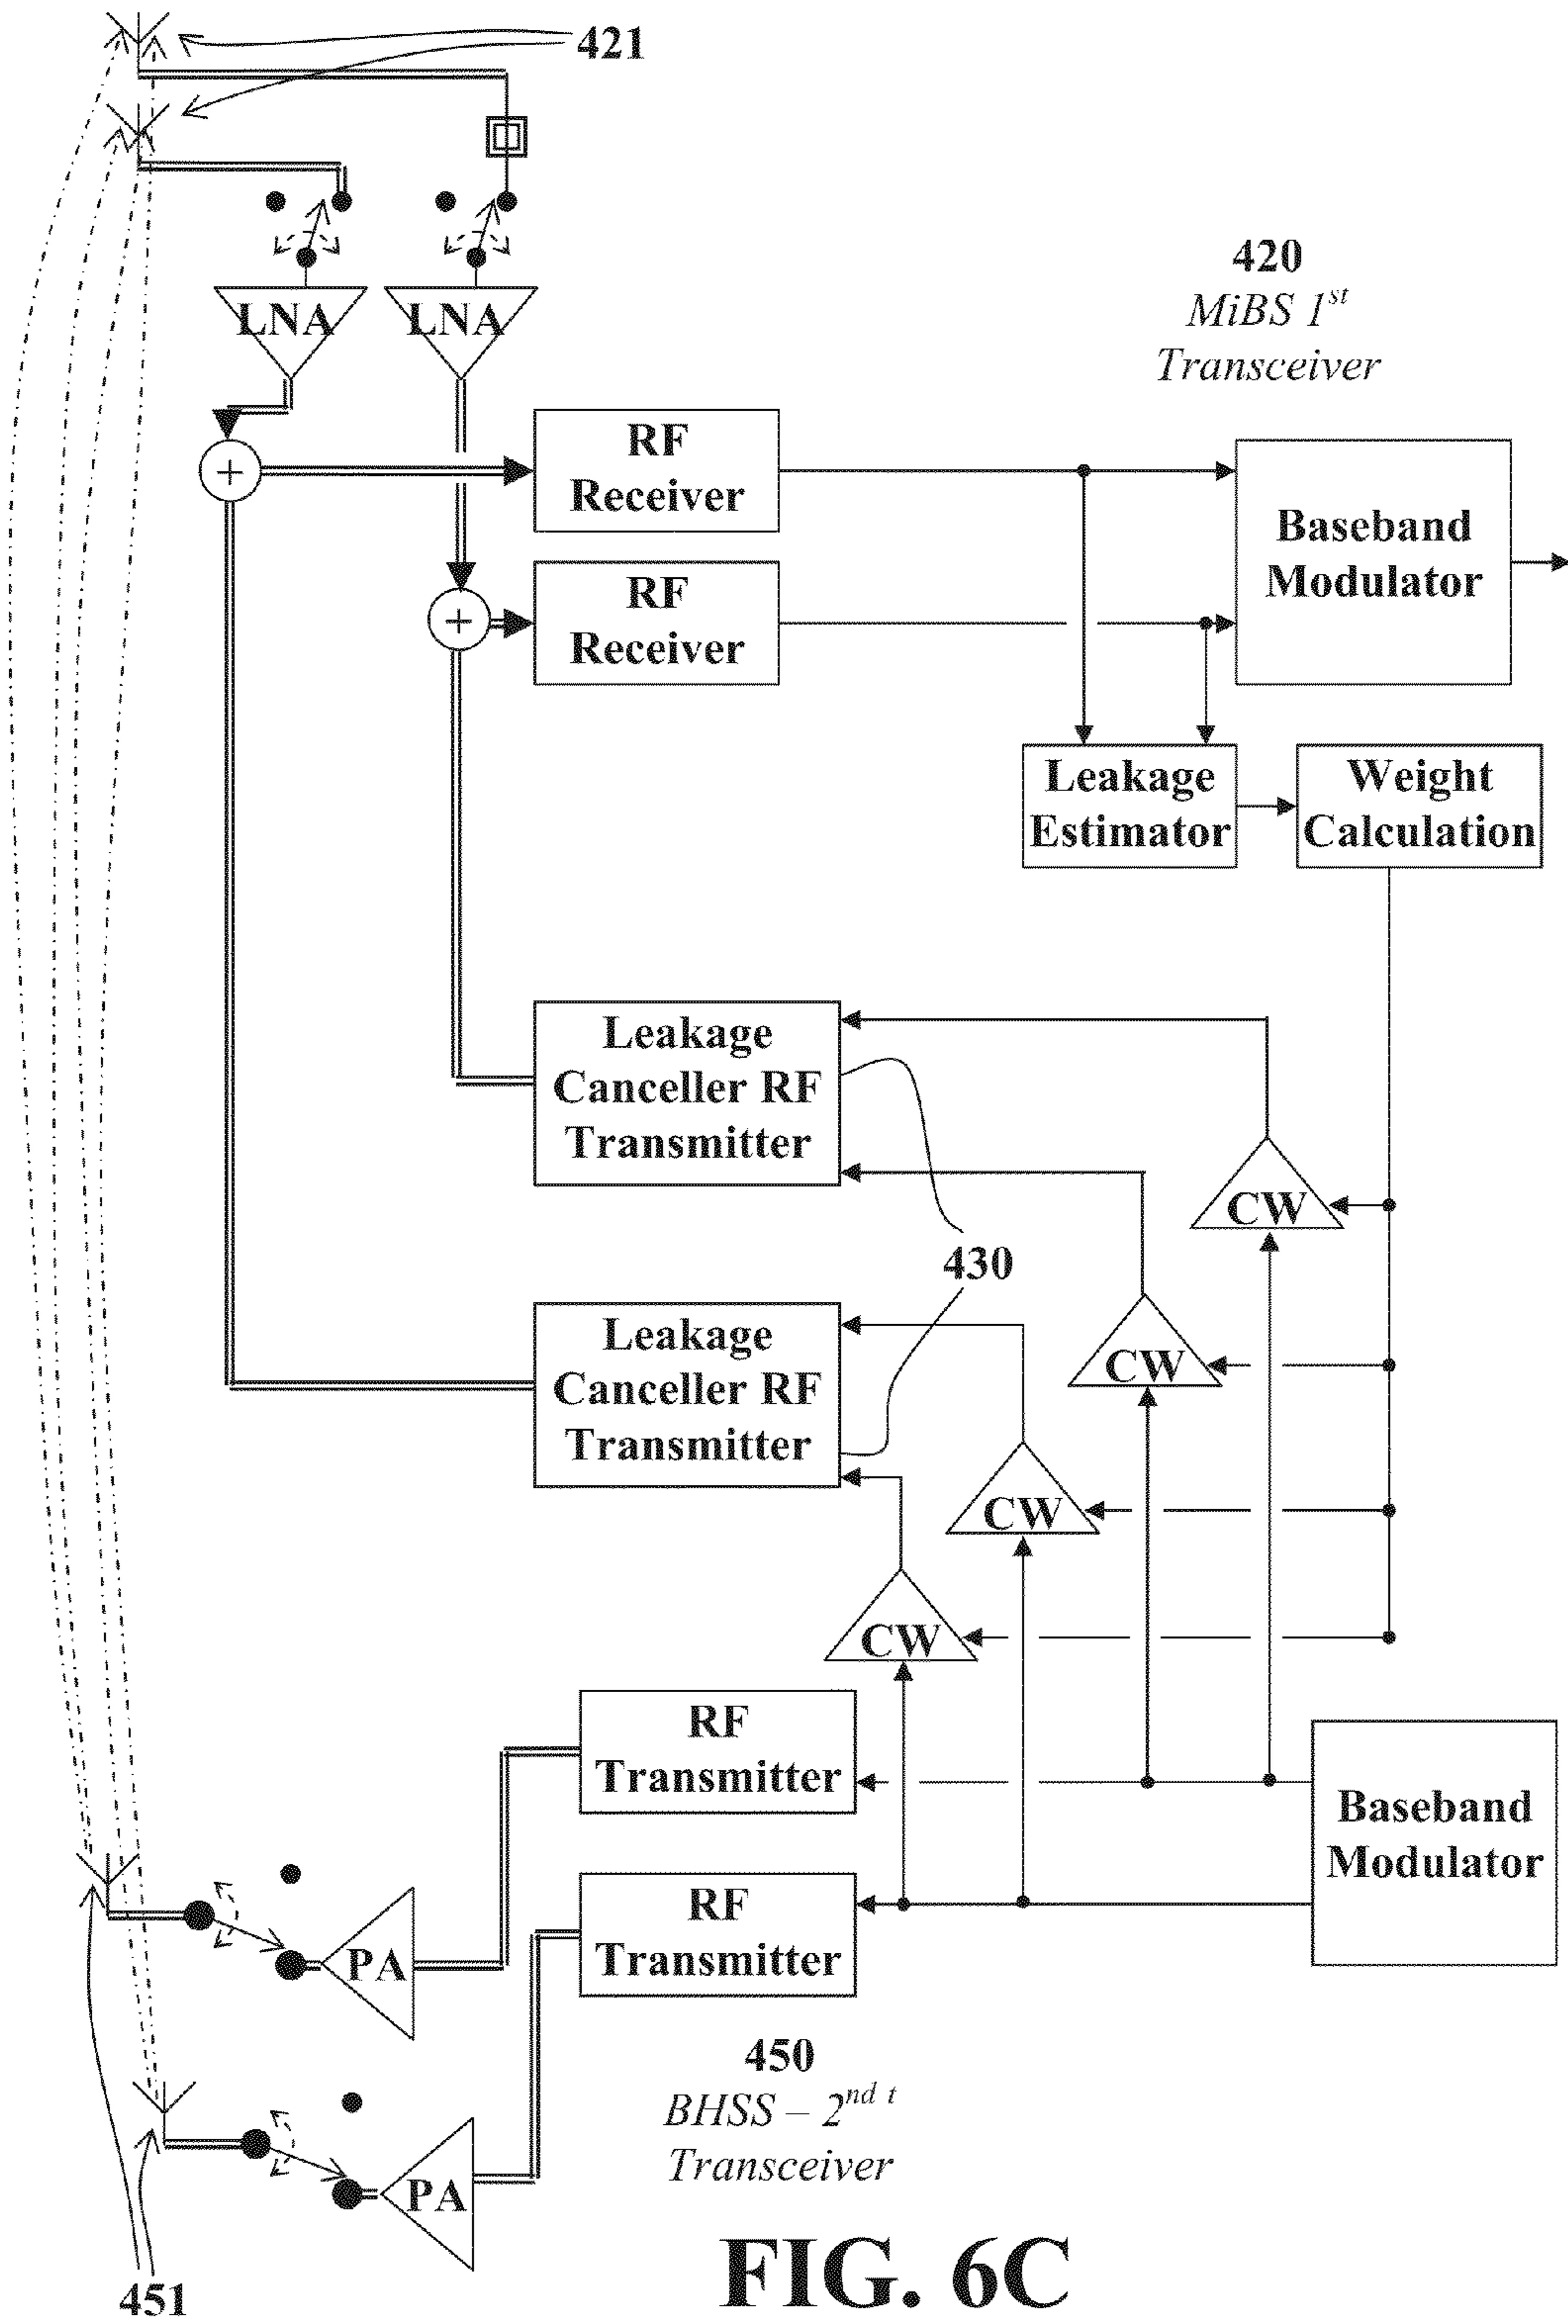 421
420
MiBS 1st
Transceiver
LNA
LNA
RF
Receiver
Baseband
Modulator
RF
Receiver
Leakage
Estimator
Weight
Calculation
Leakage
Canceller RF
Transmitter
CW
430
Leakage
Canceller RF
Transmitter
CW
CW
CW
RF
Transmitter
Baseband
Modulator
RF
Transmitter
PA
450
BHSS – 2nd t
Transceiver
PA
451
FIG. 6C